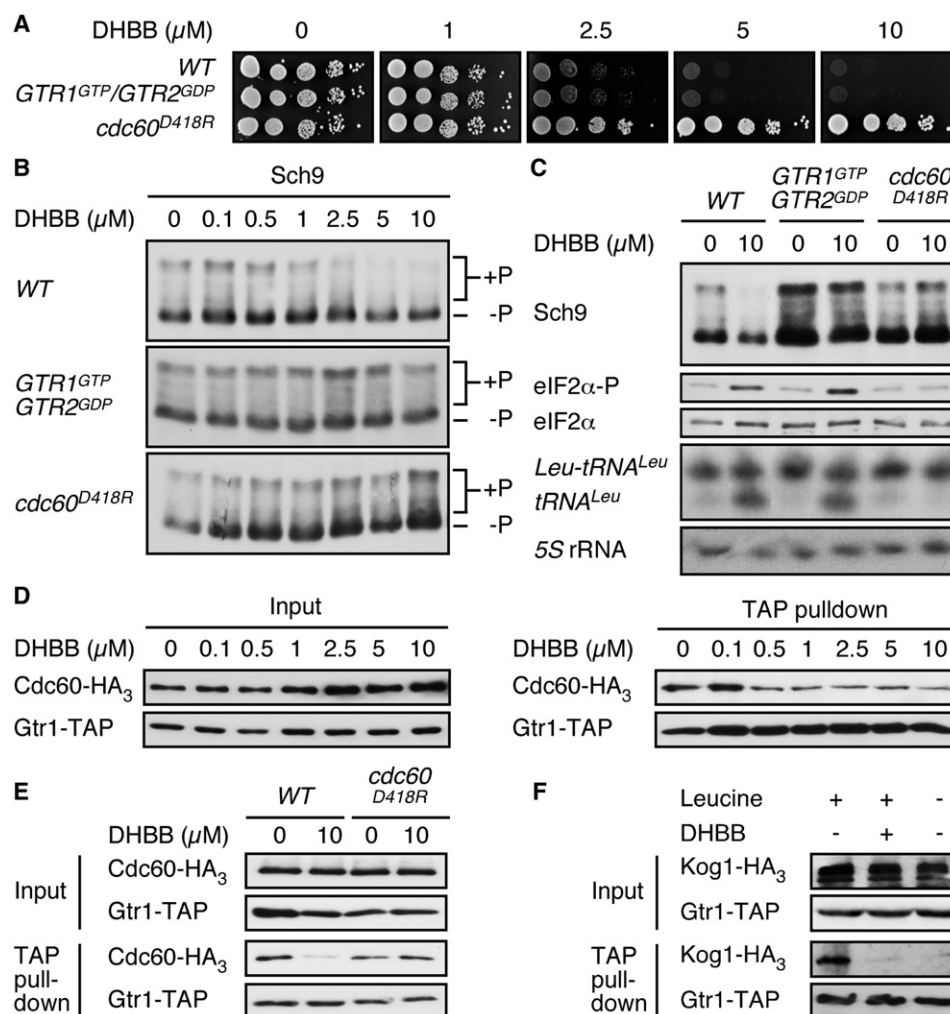 A
DHBB (µM) 0 1 2.5 5 10
WT
GTR1GTP/GTR2GDP
cdc60D418R
B
Sch9
DHBB (µM) 0 0.1 0.5 1 2.5 5 10
WT +P -P
GTR1GTP GTR2GDP +P -P
cdc60D418R +P -P
C
WT GTR1GTP GTR2GDP cdc60 D418R
DHBB (µM) 0 10 0 10 0 10
Sch9
eIF2α-P
eIF2α
Leu-tRNALeu
tRNALeu
5S rRNA
D
Input
DHBB (µM) 0 0.1 0.5 1 2.5 5 10
Cdc60-HA3
Gtr1-TAP
TAP pulldown
DHBB (µM) 0 0.1 0.5 1 2.5 5 10
Cdc60-HA3
Gtr1-TAP
E
WT cdc60 D418R
DHBB (µM) 0 10 0 10
Input
Cdc60-HA3
Gtr1-TAP
TAP pull-down
Cdc60-HA3
Gtr1-TAP
F
Leucine + + -
DHBB - + -
Input
Kog1-HA3
Gtr1-TAP
TAP pull-down
Kog1-HA3
Gtr1-TAP